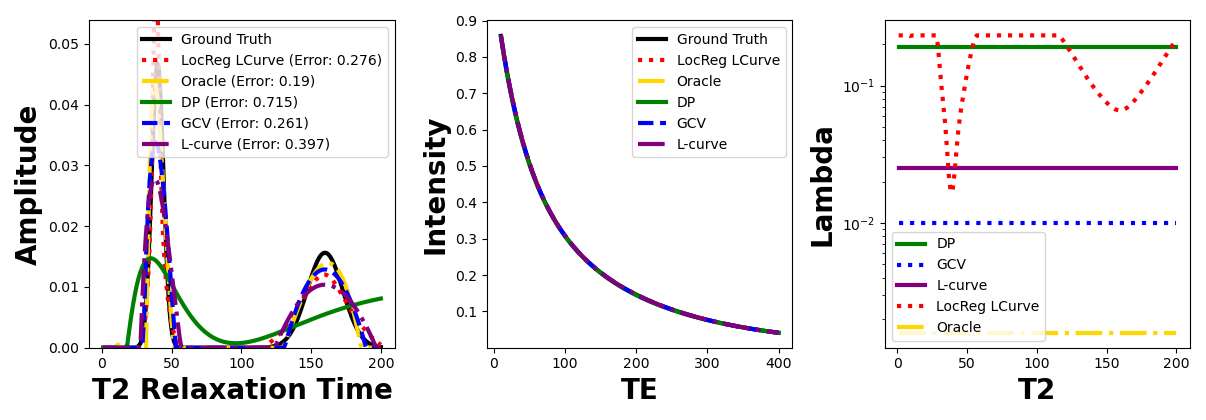 Amplitude
0.05
0.04
0.03
0.02
0.01
0.00
0
50
100
150
200
T2 Relaxation Time
Ground Truth
LocReg LCurve (Error: 0.276)
Oracle (Error: 0.19)
DP (Error: 0.715)
GCV (Error: 0.261)
L-curve (Error: 0.397)
Intensity
0.9
0.8
0.7
0.6
0.5
0.4
0.3
0.2
0.1
0
100
200
300
400
TE
Ground Truth
LocReg LCurve
Oracle
DP
GCV
L-curve
Lambda
10⁻¹
10⁻²
0
50
100
150
200
T2
DP
GCV
L-curve
LocReg LCurve
Oracle